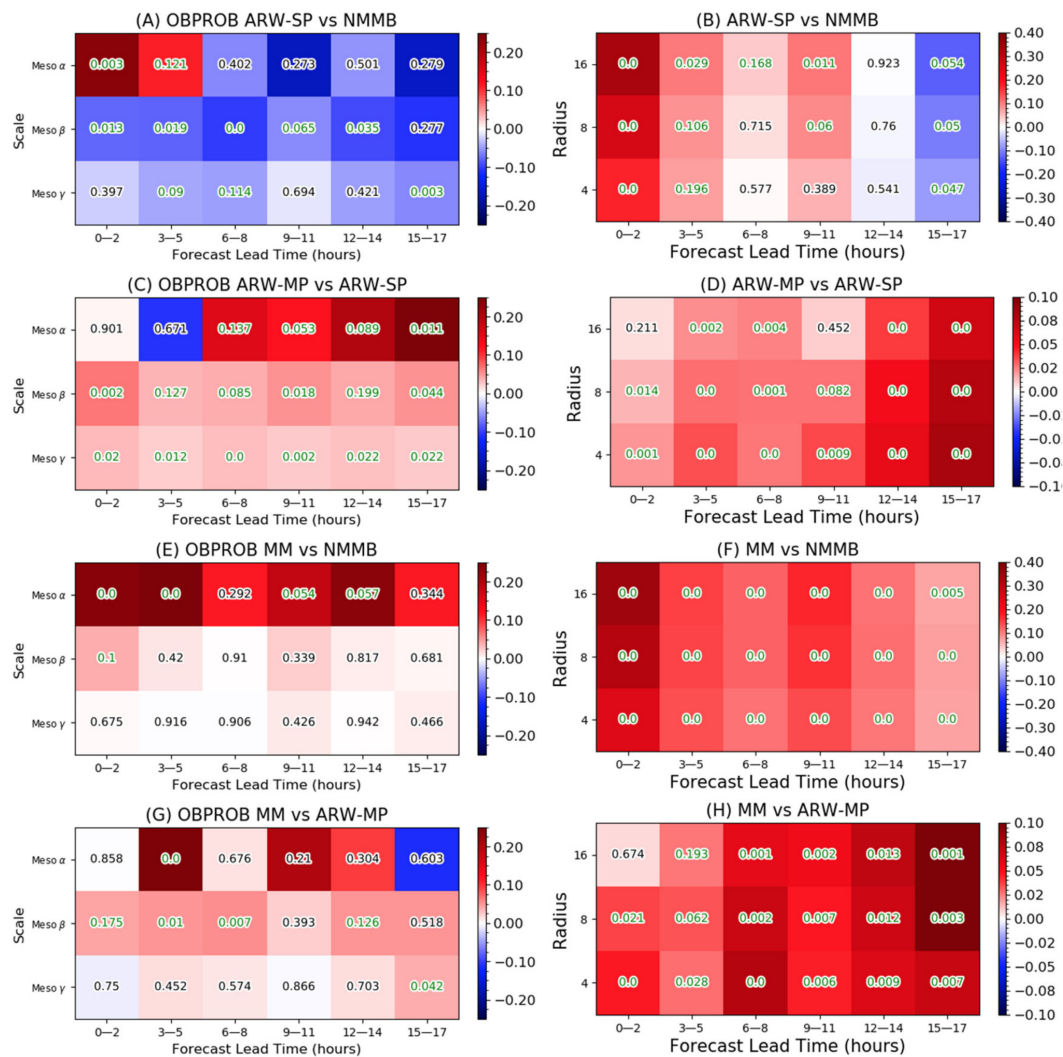 (A) OBPROB ARW-SP vs NMMB
Scale
Meso α 0.003 0.121 0.402 0.273 0.501 0.279
Meso β 0.013 0.019 0.0 0.065 0.035 0.277
Meso γ 0.397 0.09 0.114 0.694 0.421 0.003
0—2 3—5 6—8 9—11 12—14 15—17
Forecast Lead Time (hours)
0.20
0.10
0.00
−0.10
−0.20
(B) ARW-SP vs NMMB
Radius
16 0.0 0.029 0.168 0.011 0.923 0.054
8 0.0 0.106 0.715 0.06 0.76 0.05
4 0.0 0.196 0.577 0.389 0.541 0.047
0—2 3—5 6—8 9—11 12—14 15—17
Forecast Lead Time (hours)
0.40
0.30
0.20
0.10
0.00
−0.10
−0.20
−0.30
−0.40
(C) OBPROB ARW-MP vs ARW-SP
Scale
Meso α 0.901 0.671 0.137 0.053 0.089 0.011
Meso β 0.002 0.127 0.085 0.018 0.199 0.044
Meso γ 0.02 0.012 0.0 0.002 0.022 0.022
0—2 3—5 6—8 9—11 12—14 15—17
Forecast Lead Time (hours)
0.20
0.10
0.00
−0.10
−0.20
(D) ARW-MP vs ARW-SP
Radius
16 0.211 0.002 0.004 0.452 0.0 0.0
8 0.014 0.0 0.001 0.082 0.0 0.0
4 0.001 0.0 0.0 0.009 0.0 0.0
0—2 3—5 6—8 9—11 12—14 15—17
Forecast Lead Time (hours)
0.10
0.08
0.05
0.02
0.00
−0.0
−0.0
−0.0
−0.1
(E) OBPROB MM vs NMMB
Scale
Meso α 0.0 0.0 0.292 0.054 0.057 0.344
Meso β 0.1 0.42 0.91 0.339 0.817 0.681
Meso γ 0.675 0.916 0.906 0.426 0.942 0.466
0—2 3—5 6—8 9—11 12—14 15—17
Forecast Lead Time (hours)
0.20
0.10
0.00
−0.10
−0.20
(F) MM vs NMMB
Radius
16 0.0 0.0 0.0 0.0 0.0 0.005
8 0.0 0.0 0.0 0.0 0.0 0.0
4 0.0 0.0 0.0 0.0 0.0 0.0
0—2 3—5 6—8 9—11 12—14 15—17
Forecast Lead Time (hours)
0.40
0.30
0.20
0.10
0.00
−0.10
−0.20
−0.30
−0.40
(G) OBPROB MM vs ARW-MP
Scale
Meso α 0.858 0.0 0.676 0.21 0.304 0.603
Meso β 0.175 0.01 0.007 0.393 0.126 0.518
Meso γ 0.75 0.452 0.574 0.866 0.703 0.042
0—2 3—5 6—8 9—11 12—14 15—17
Forecast Lead Time (hours)
0.20
0.10
0.00
−0.10
−0.20
(H) MM vs ARW-MP
Radius
16 0.674 0.193 0.001 0.002 0.013 0.001
8 0.021 0.062 0.002 0.007 0.012 0.003
4 0.0 0.028 0.0 0.006 0.009 0.007
0—2 3—5 6—8 9—11 12—14 15—17
Forecast Lead Time (hours)
0.10
0.08
0.05
0.02
0.00
−0.02
−0.05
−0.08
−0.10